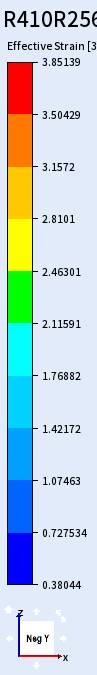 R410R256
Effective Strain [3
3.85139
3.50429
3.1572
2.8101
2.46301
2.11591
1.76882
1.42172
1.07463
0.727534
0.38044
Z
Neg Y
X